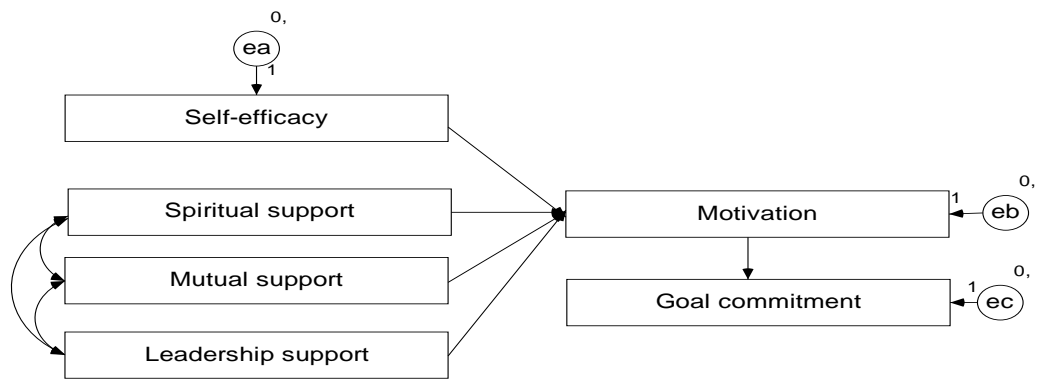 0,
ea
1
Self-efficacy
Spiritual support
Mutual support
Leadership support
Motivation
1
0,
eb
Goal commitment
1
0,
ec